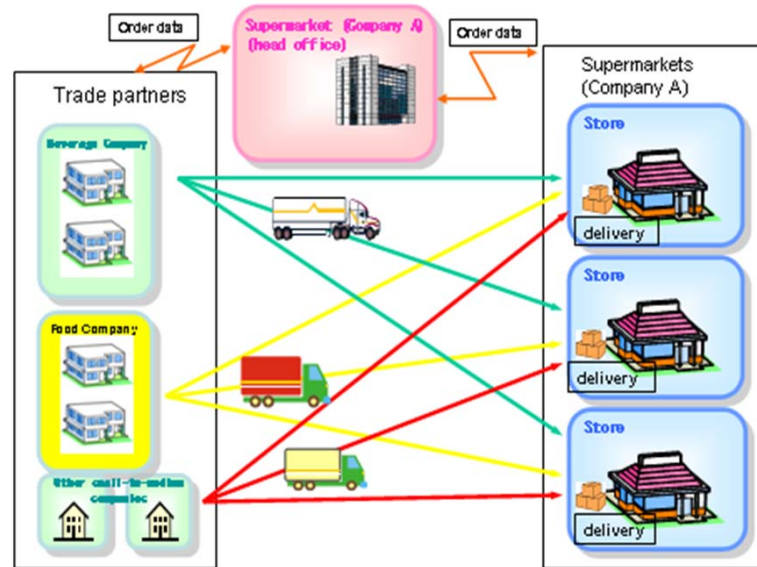 Order data
Supermarket (Company A)
(head office)
Order data
Trade partners
Supermarkets
(Company A)
Beverage Company
Store
delivery
Food Company
Store
delivery
Other small-to-medium
companies
Store
delivery